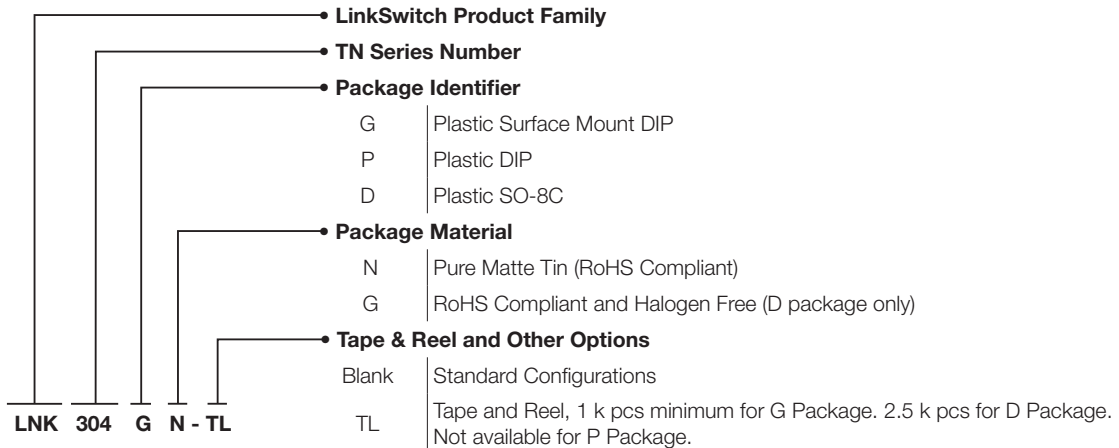 LinkSwitch Product Family
TN Series Number
Package Identifier
G Plastic Surface Mount DIP
P Plastic DIP
D Plastic SO-8C
Package Material
N Pure Matte Tin (RoHS Compliant)
G RoHS Compliant and Halogen Free (D package only)
Tape & Reel and Other Options
Blank Standard Configurations
TL Tape and Reel, 1 k pcs minimum for G Package. 2.5 k pcs for D Package.
Not available for P Package.
LNK 304 G N - TL